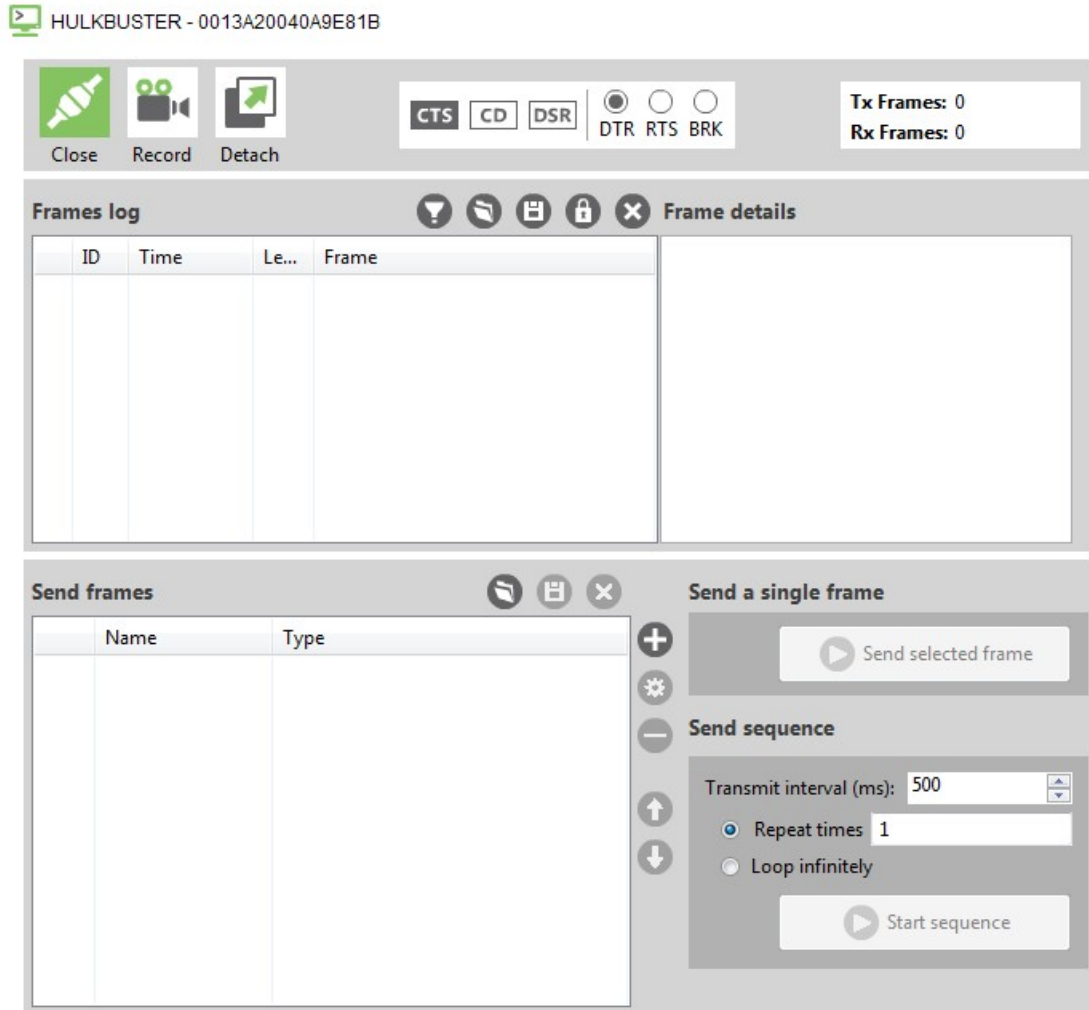 HULKBUSTER - 0013A20040A9E81B
CTS CD DSR
DTR RTS BRK
Tx Frames: 0
Rx Frames: 0
Close Record Detach
Frames log
Frame details
ID Time Le... Frame
Send frames
Send a single frame
Name Type
Send selected frame
Send sequence
Transmit interval (ms): 500
Repeat times 1
Loop infinitely
Start sequence